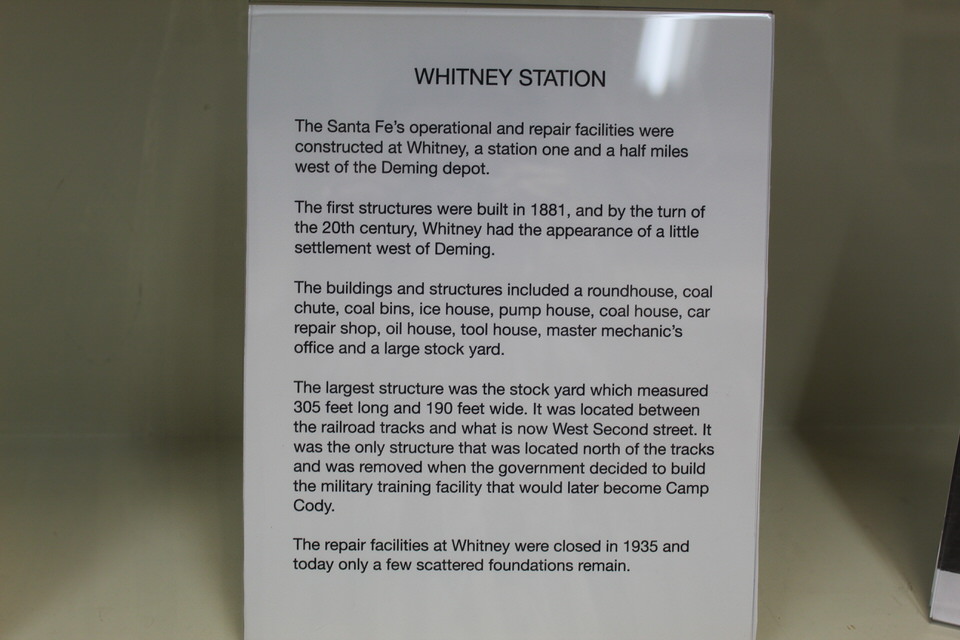 WHITNEY STATION
The Santa Fe's operational and repair facilities were
constructed at Whitney, a station one and a half miles
west of the Deming depot.
The first structures were built in 1881, and by the turn of
the 20th century, Whitney had the appearance of a little
settlement west of Deming.
The buildings and structures included a roundhouse, coal
chute, coal bins, ice house, pump house, coal house, car
repair shop, oil house, tool house, master mechanic's
office and a large stock yard.
The largest structure was the stock yard which measured
305 feet long and 190 feet wide. It was located between
the railroad tracks and what is now West Second street. It
was the only structure that was located north of the tracks
and was removed when the government decided to build
the military training facility that would later become Camp
Cody.
The repair facilities at Whitney were closed in 1935 and
today only a few scattered foundations remain.